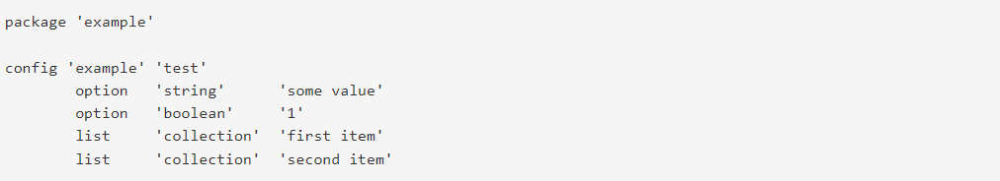 package 'example'
config 'example' 'test'
option 'string' 'some value'
option 'boolean' '1'
list 'collection' 'first item'
list 'collection' 'second item'